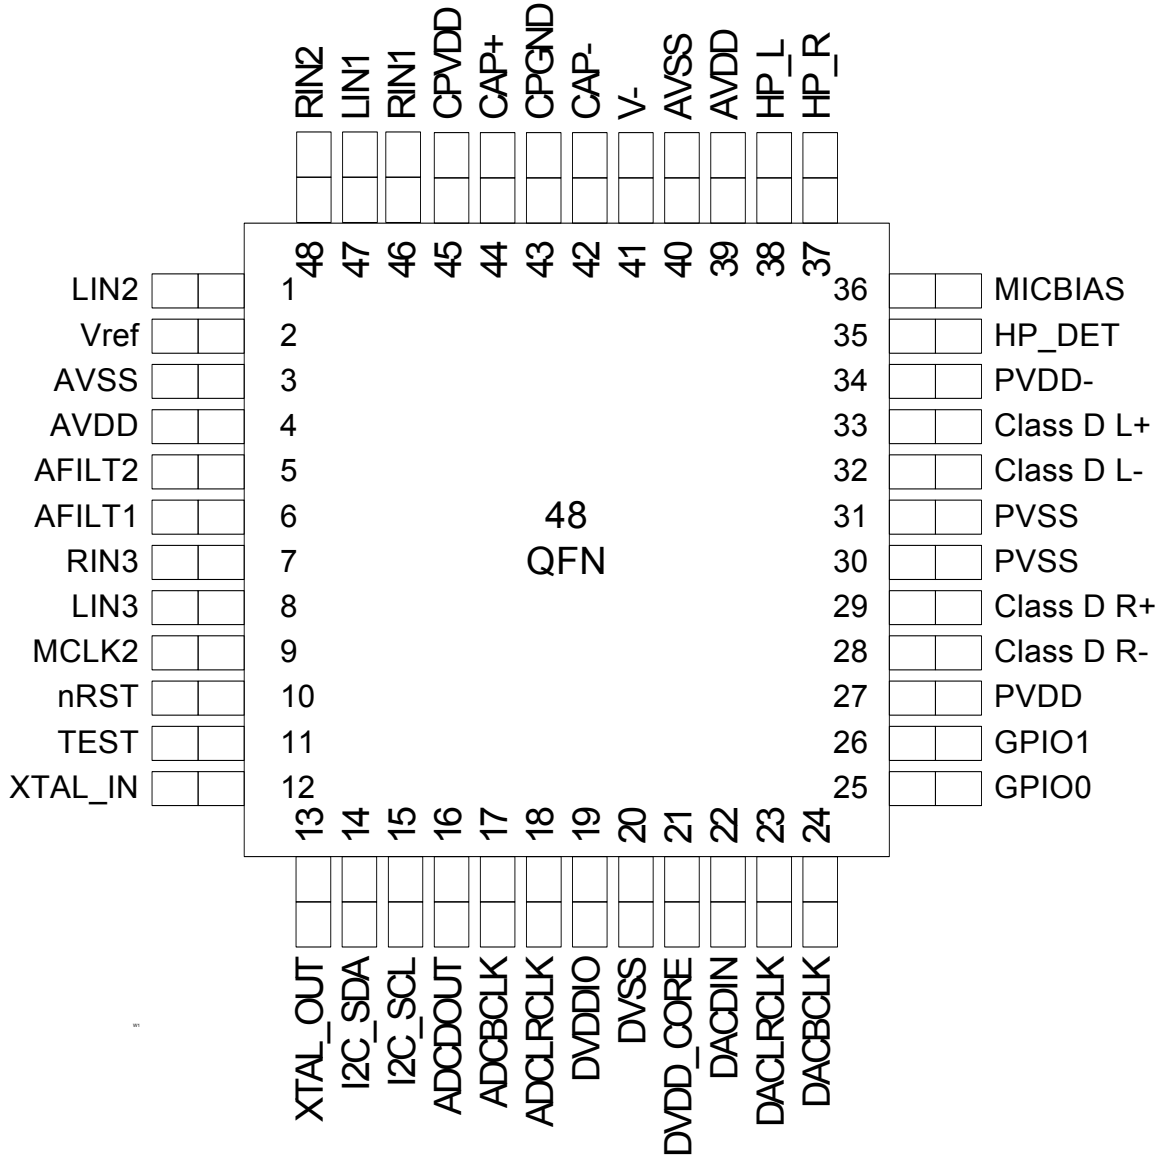 RIN2
LIN1
RIN1
CPVDD
CAP+
CPGND
CAP-
V-
AVSS
AVDD
HP_L
HP_R
48
47
46
45
44
43
42
41
40
39
38
37
LIN2 1
Vref 2
AVSS 3
AVDD 4
AFILT2 5
AFILT1 6
RIN3 7
LIN3 8
MCLK2 9
nRST 10
TEST 11
XTAL_IN 12
48
QFN
36 MICBIAS
35 HP_DET
34 PVDD-
33 Class D L+
32 Class D L-
31 PVSS
30 PVSS
29 Class D R+
28 Class D R-
27 PVDD
26 GPIO1
25 GPIO0
13
14
15
16
17
18
19
20
21
22
23
24
XTAL_OUT
I2C_SDA
I2C_SCL
ADCDOUT
ADCBCLK
ADCLRCLK
DVDDIO
DVSS
DVDD_CORE
DACDIN
DACLRCLK
DACBCLK